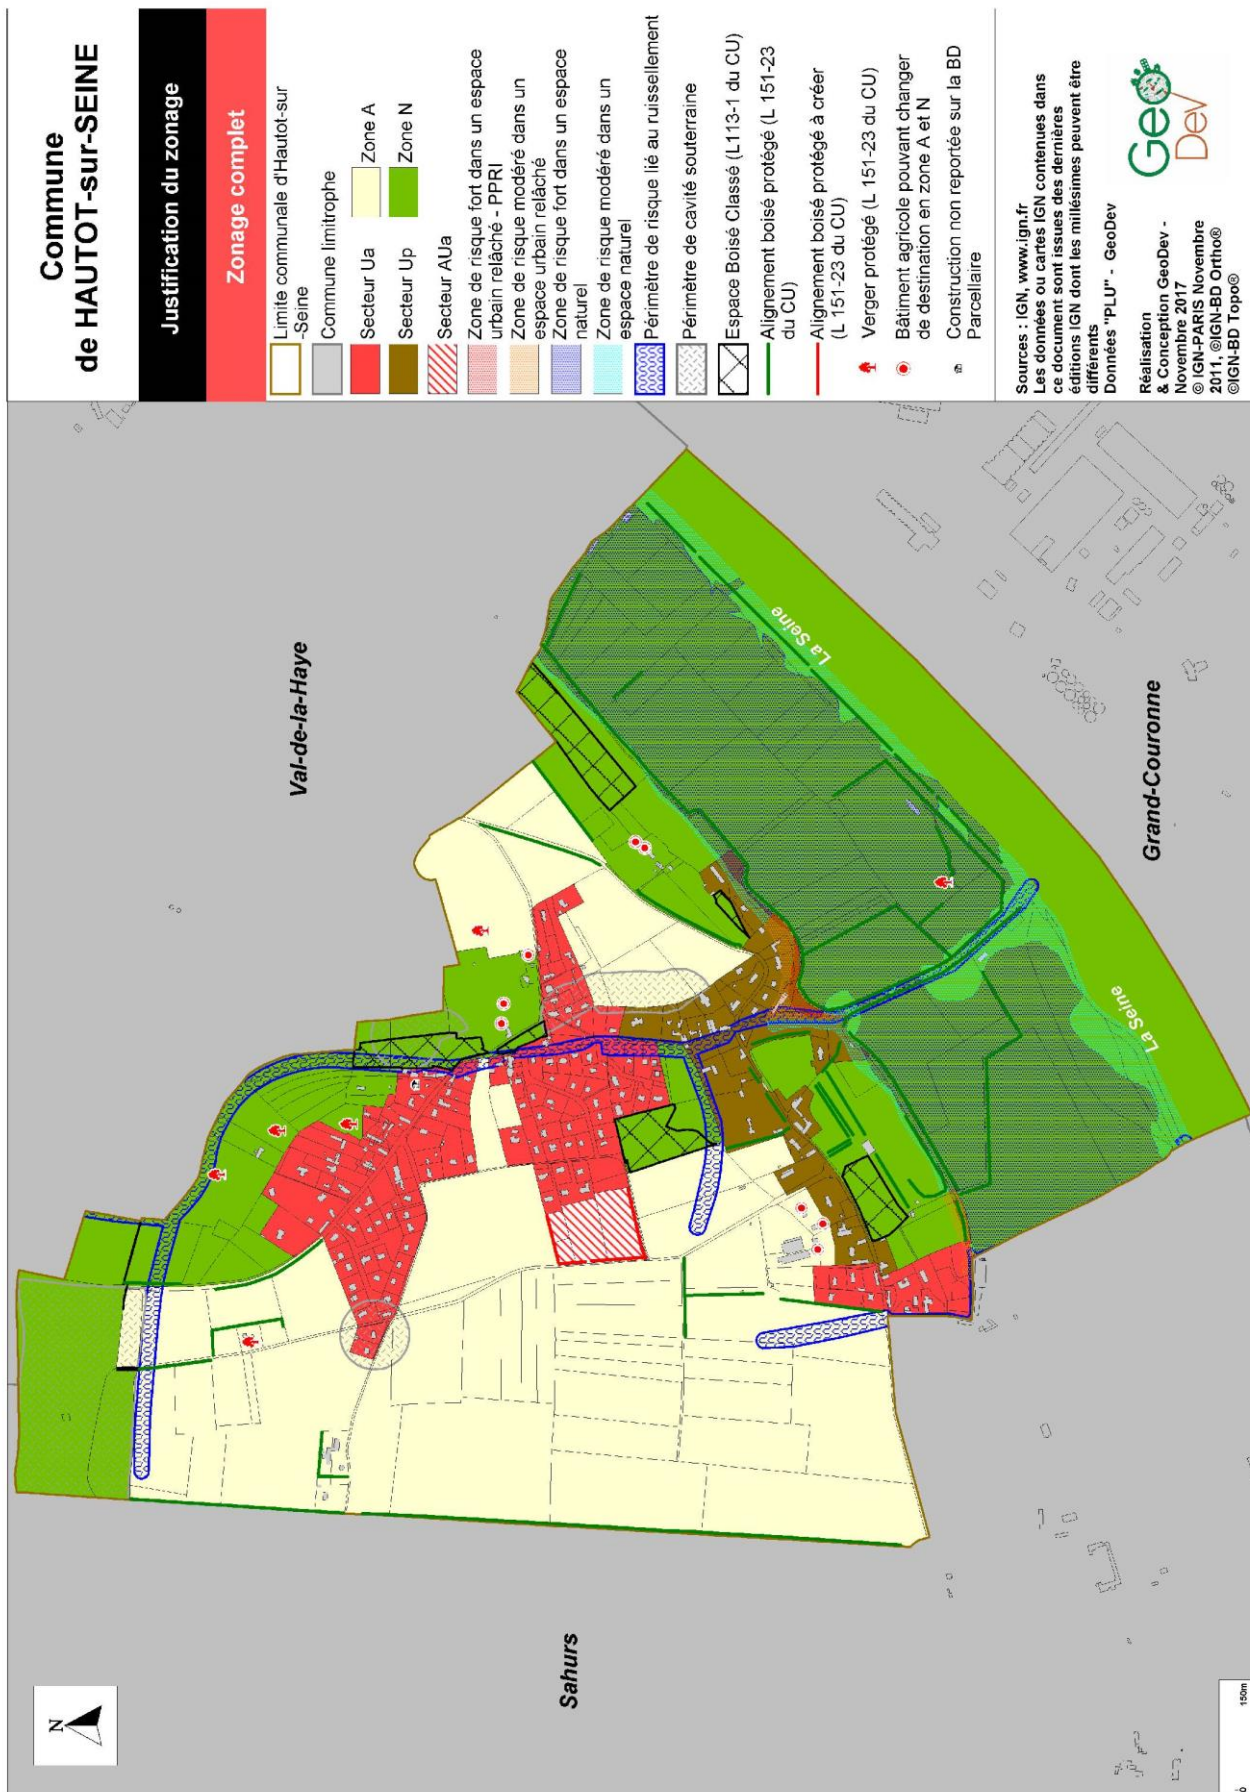 Commune
de HAUTOT-sur-SEINE
Justification du zonage
Zonage complet
Limite communale d'Hautot-sur
-Seine
Commune limitrophe
Secteur Ua
Zone A
Secteur Up
Zone N
Secteur AUa
Zone de risque fort dans un espace
urbain relâché - PPRI
Zone de risque modéré dans un
espace urbain relâché
Zone de risque fort dans un espace
naturel
Zone de risque modéré dans un
espace naturel
Périmètre de risque lié au ruissellement
Périmètre de cavité souterraine
Espace Boisé Classé (L113-1 du CU)
Alignement boisé protégé (L 151-23
du CU)
Alignement boisé protégé à créer
(L 151-23 du CU)
Verger protégé (L 151-23 du CU)
Bâtiment agricole pouvant changer
de destination en zone A et N
Construction non reportée sur la BD
Parcellaire
Sources : IGN, www.ign.fr
Les données ou cartes IGN contenues dans
ce document sont issues des dernières
éditions IGN dont les millésimes peuvent être
différents
Données "PLU" - GeoDev
Réalisation
& Conception GeoDev -
Novembre 2017
© IGN-PARIS Novembre
2011, ©IGN-BD Ortho®
©IGN-BD Topo®
Geo
Dev
N
Val-de-la-Haye
La Seine
Grand-Couronne
La Seine
Sahurs
0
150m